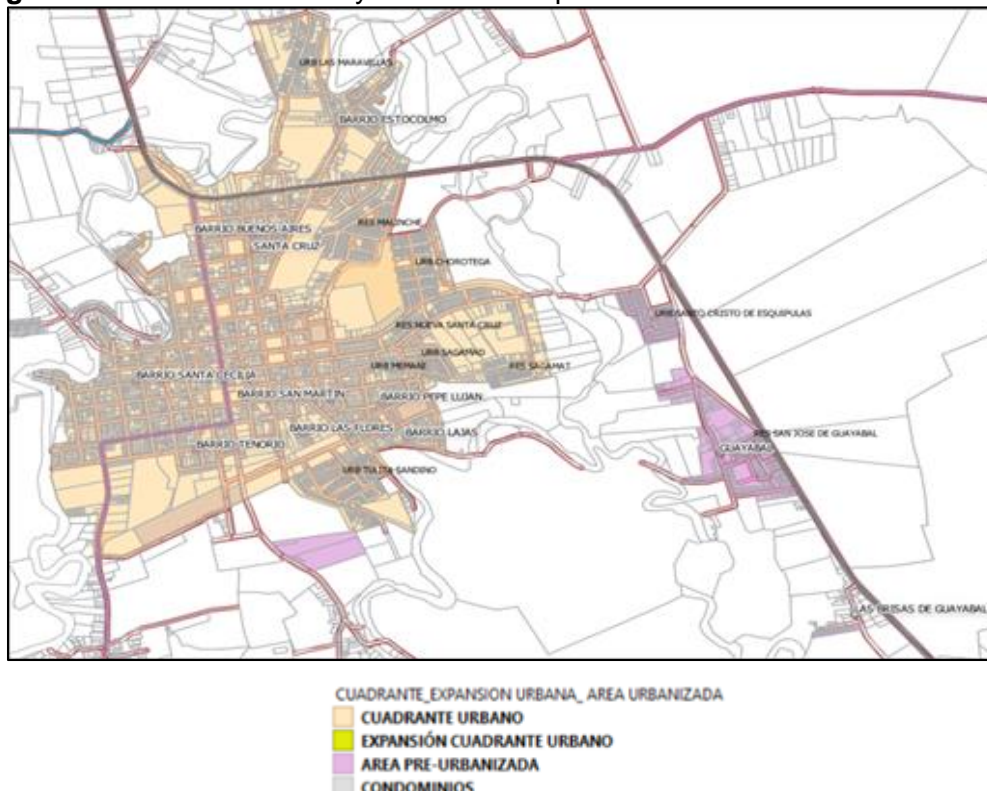 URB LAS MARAVILLAS
BARRIO ESTOCOLMO
RES MALINCHE
BARRIO BUENOS AIRES
SANTA CRUZ
URB CHOROTEGA
URB SANTO CRISTO DE ESQUIPULAS
RES NUEVA SANTA CRUZ
URB SAGAMAD
URB MEMAAE
RES SAGAMAT
BARRIO SANTA CECILIA
BARRIO SAN MARTIN
BARRIO PEPE LUJAN
BARRIO LAS FLORES
BARRIO LAJAS
RES SAN JOSE DE GUAYABAL
BARRIO TENORIO
GUAYABAL
URB TULITA SANDINO
LAS BRISAS DE GUAYABAL
CUADRANTE_EXPANSION URBANA_ AREA URBANIZADA
CUADRANTE URBANO
EXPANSIÓN CUADRANTE URBANO
AREA PRE-URBANIZADA
CONDOMINIOS